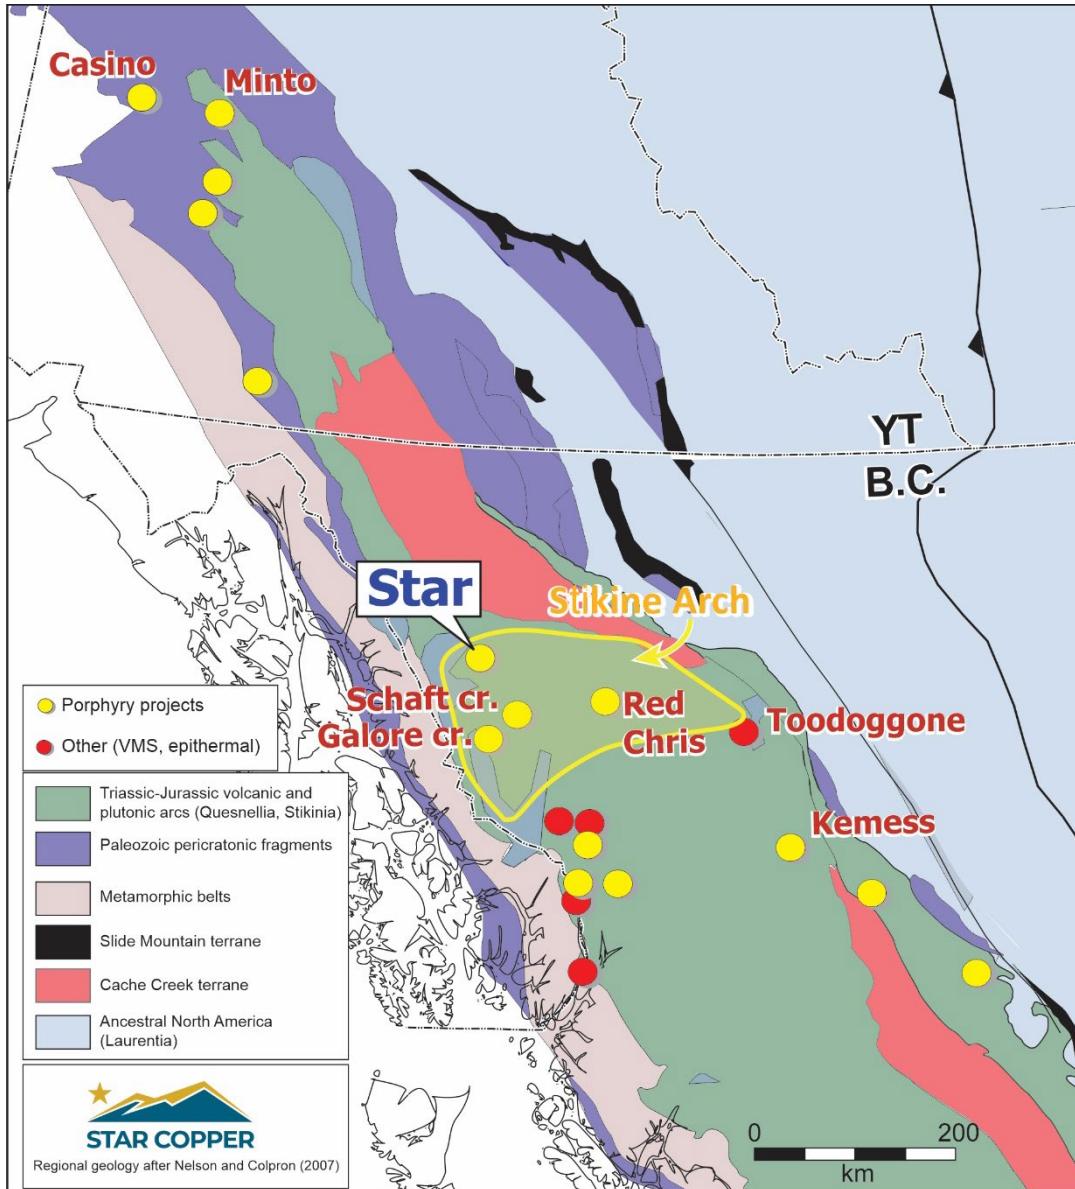 Casino
Minto
YT
B.C.
Star
Stikine Arch
Schaft cr.
Galore cr.
Red
Chris
Toodoggone
Kemess
Porphyry projects
Other (VMS, epithermal)
Triassic-Jurassic volcanic and
plutonic arcs (Quesnellia, Stikinia)
Paleozoic pericratonic fragments
Metamorphic belts
Slide Mountain terrane
Cache Creek terrane
Ancestral North America
(Laurentia)
STAR COPPER
Regional geology after Nelson and Colpron (2007)
0 200
km